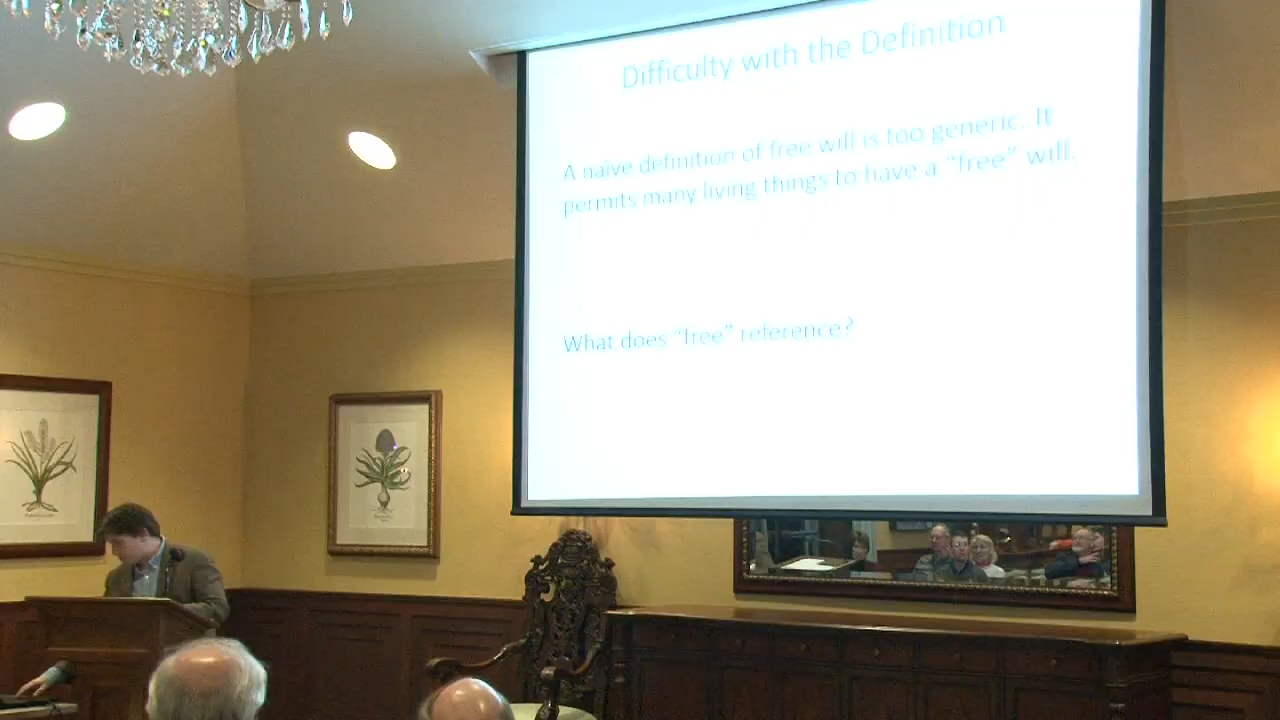 Difficulty with the Definition
A naïve definition of free will is too generic. It
permits many living things to have a “free” will.
What does “free” reference?